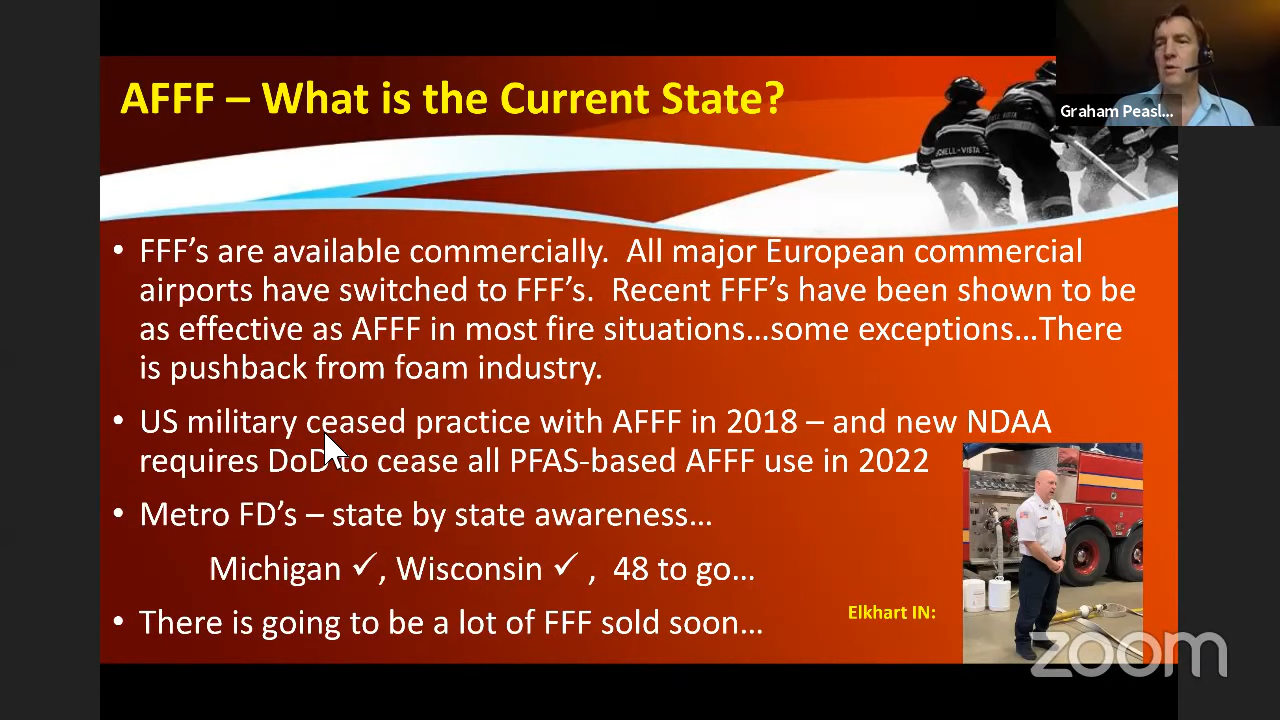 AFFF – What is the Current State?
Graham Peasl...
• FFF’s are available commercially. All major European commercial
airports have switched to FFF’s. Recent FFF’s have been shown to be
as effective as AFFF in most fire situations…some exceptions…There
is pushback from foam industry.
• US military ceased practice with AFFF in 2018 – and new NDAA
requires DoD to cease all PFAS-based AFFF use in 2022
• Metro FD’s – state by state awareness…
Michigan ✓, Wisconsin ✓ , 48 to go…
• There is going to be a lot of FFF sold soon…
Elkhart IN:
zoom